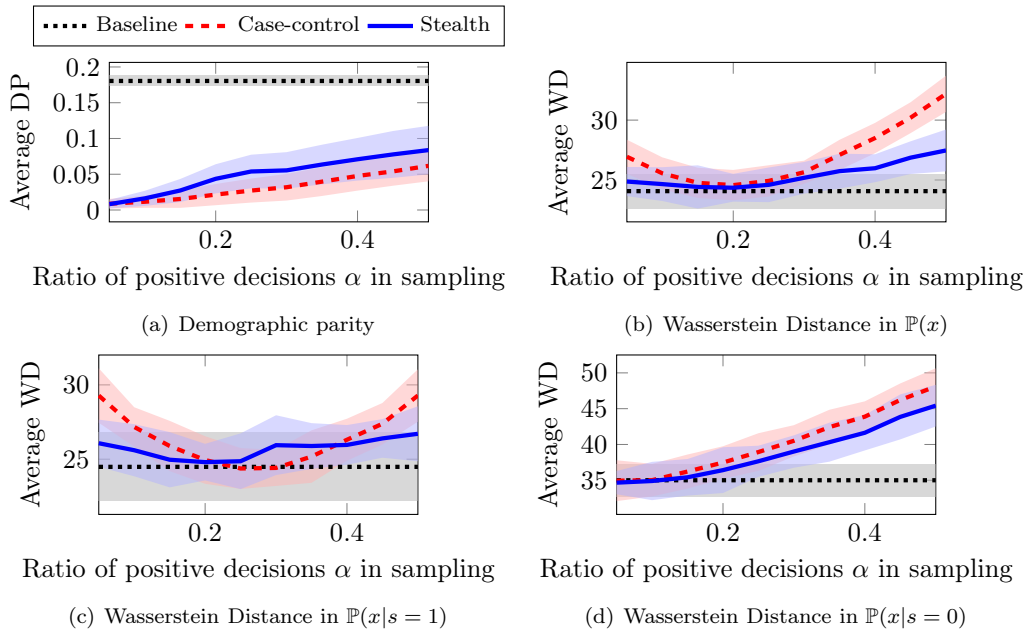 Baseline Case-control Stealth
Average DP
0.2
0.15
0.1
0.05
0
0.2 0.4
Ratio of positive decisions α in sampling
(a) Demographic parity
Average WD
30
25
0.2 0.4
Ratio of positive decisions α in sampling
(b) Wasserstein Distance in ℙ(x)
Average WD
30
25
0.2 0.4
Ratio of positive decisions α in sampling
(c) Wasserstein Distance in ℙ(x|s = 1)
Average WD
50
45
40
35
0.2 0.4
Ratio of positive decisions α in sampling
(d) Wasserstein Distance in ℙ(x|s = 0)